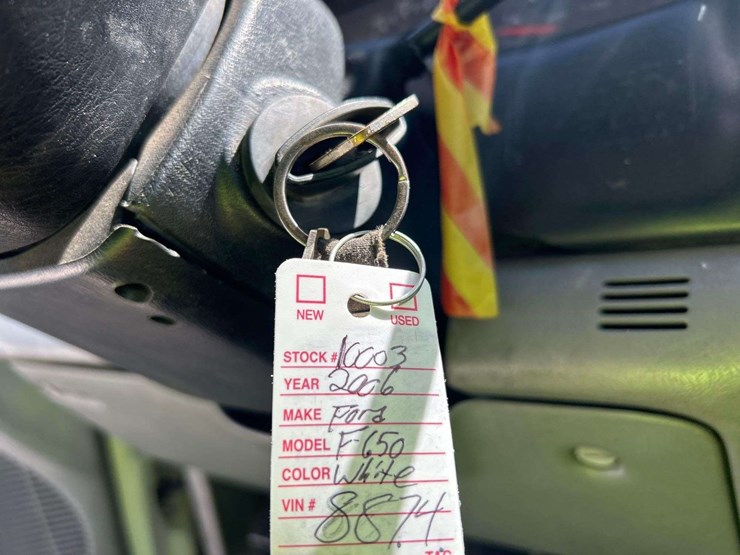 NEW USED
STOCK # 10003
YEAR 2006
MAKE Ford
MODEL F-650
COLOR White
VIN # 8874